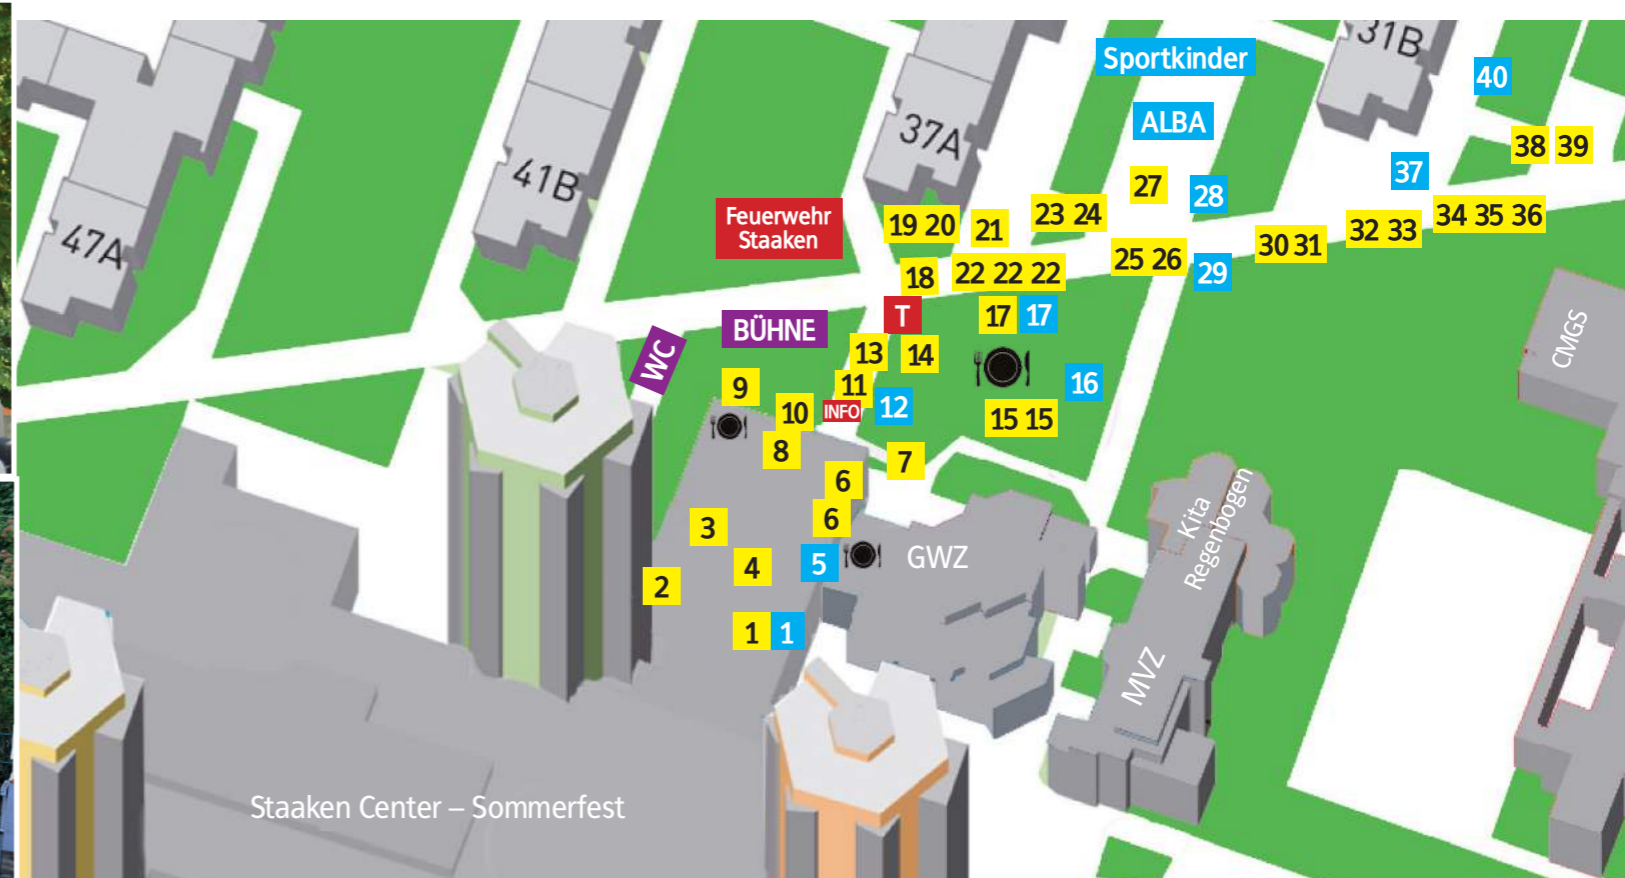 31B
Sportkinder
40
37A
ALBA
38 39
41B
37
27
28
Feuerwehr
Staaken
19 20
21
23 24
34 35 36
32 33
47A
30 31
25 26
29
18
22 22 22
T
17 17
BÜHNE
WC
13
14
CMGS
9
11
16
10
INFO
12
15 15
8
7
6
Kita
Regenbogen
3
6
4
5
GWZ
2
1 1
MVZ
Staaken Center – Sommerfest